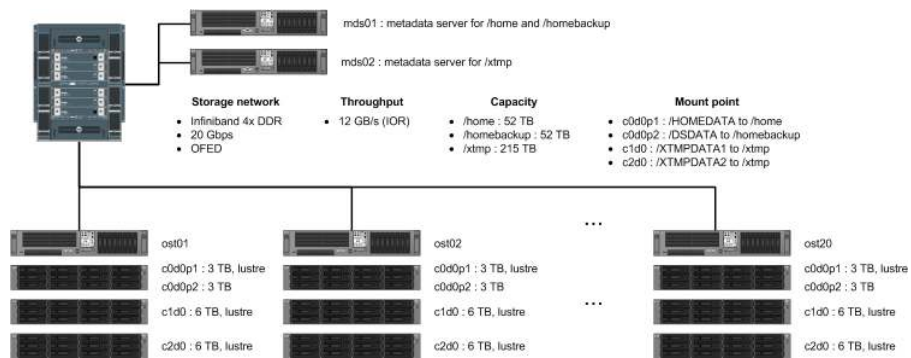 mds01 : metadata server for /home and /homebackup
mds02 : metadata server for /xtmp
Storage network
• Infiniband 4x DDR
• 20 Gbps
• OFED
Throughput
• 12 GB/s (IOR)
Capacity
• /home : 52 TB
• /homebackup : 52 TB
• /xtmp : 215 TB
Mount point
• c0d0p1 : /HOMEDATA to /home
• c0d0p2 : /DSDATA to /homebackup
• c1d0 : /XTMPDATA1 to /xtmp
• c2d0 : /XTMPDATA2 to /xtmp
ost01
c0d0p1 : 3 TB, lustre
c0d0p2 : 3 TB
c1d0 : 6 TB, lustre
c2d0 : 6 TB, lustre
ost02
c0d0p1 : 3 TB, lustre
c0d0p2 : 3 TB
c1d0 : 6 TB, lustre
c2d0 : 6 TB, lustre
...
...
ost20
c0d0p1 : 3 TB, lustre
c0d0p2 : 3 TB
c1d0 : 6 TB, lustre
c2d0 : 6 TB, lustre